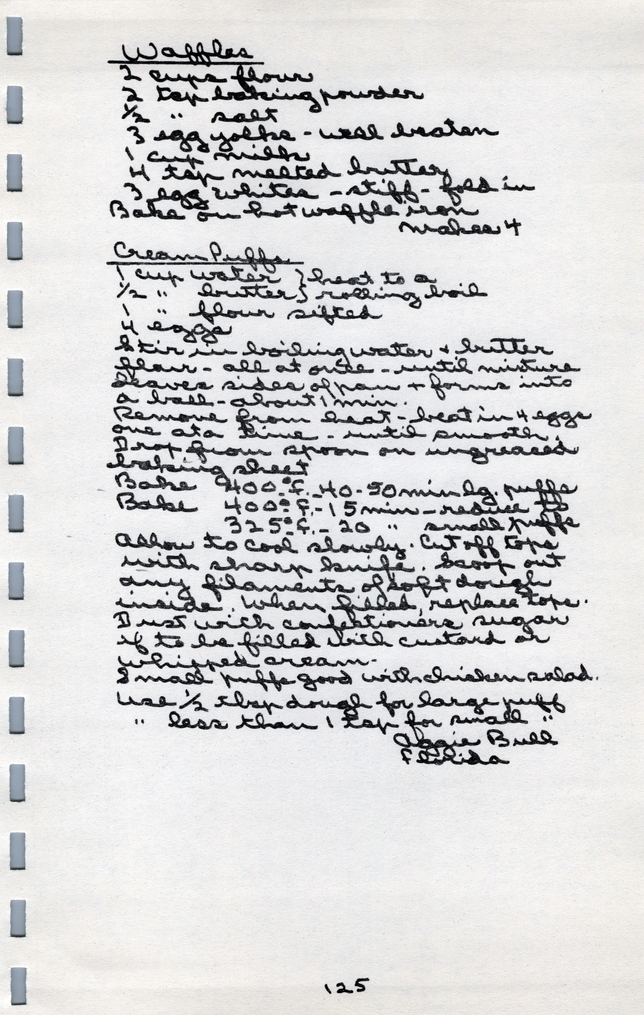 Waffles
2 cups flour
2 tsp baking powder
1/2 " salt
3 egg yolks - well beaten
1 cup milk
4 tsp melted butter
3 egg whites - stiff - fold in
Bake on hot waffle iron
Makes 4
Cream Puffs
1 cup water } heat to a
1/2 " butter } rolling boil
1 " flour sifted
4 eggs
Stir in boiling water + butter
flour - all at once - until mixture
leaves sides of pan + forms into
a ball - about 1 min.
Remove from heat - beat in 4 eggs
one at a time - until smooth.
Drop from spoon on ungreased
baking sheet
Bake 400°F. - 40-50 min lg. puffs
Bake 400°F. - 15 min - reduce to
325°F. - 20 " small puffs
Allow to cool slowly. Cut off tops
with sharp knife. Scoop out
any filaments of soft dough
inside. When filled, replace tops.
Dust with confectioners sugar
if to be filled with custard or
whipped cream.
Small puffs good with chicken salad.
Use 1/2 tbsp dough for large puff
" less than 1 tsp for small "
Aggie Bull
Florida
125